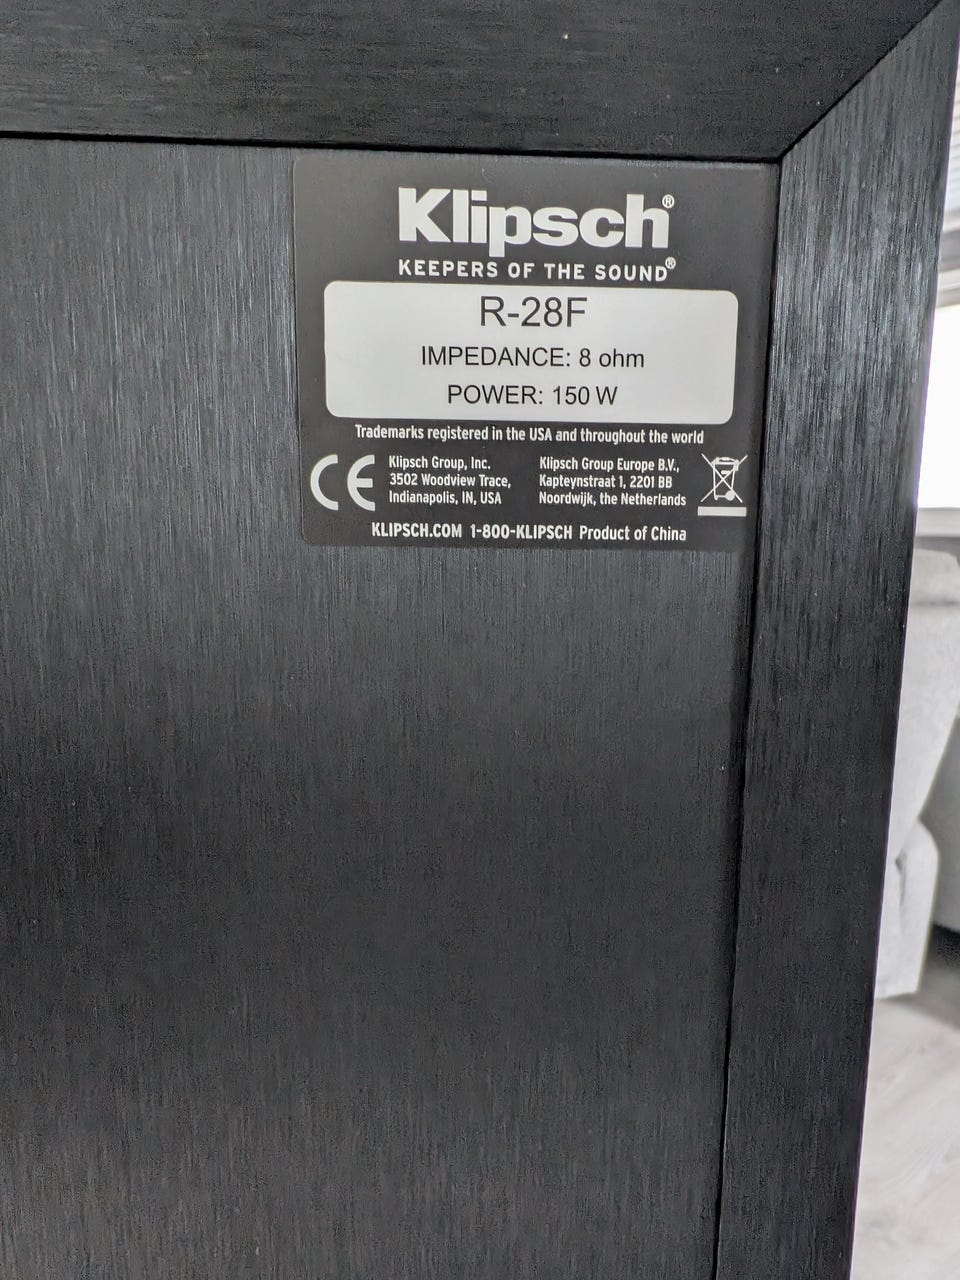 Klipsch®
KEEPERS OF THE SOUND®
R-28F
IMPEDANCE: 8 ohm
POWER: 150 W
Trademarks registered in the USA and throughout the world
CE
Klipsch Group, Inc.
3502 Woodview Trace,
Indianapolis, IN, USA
Klipsch Group Europe B.V.,
Kapteynstraat 1, 2201 BB
Noordwijk, the Netherlands
KLIPSCH.COM 1-800-KLIPSCH Product of China